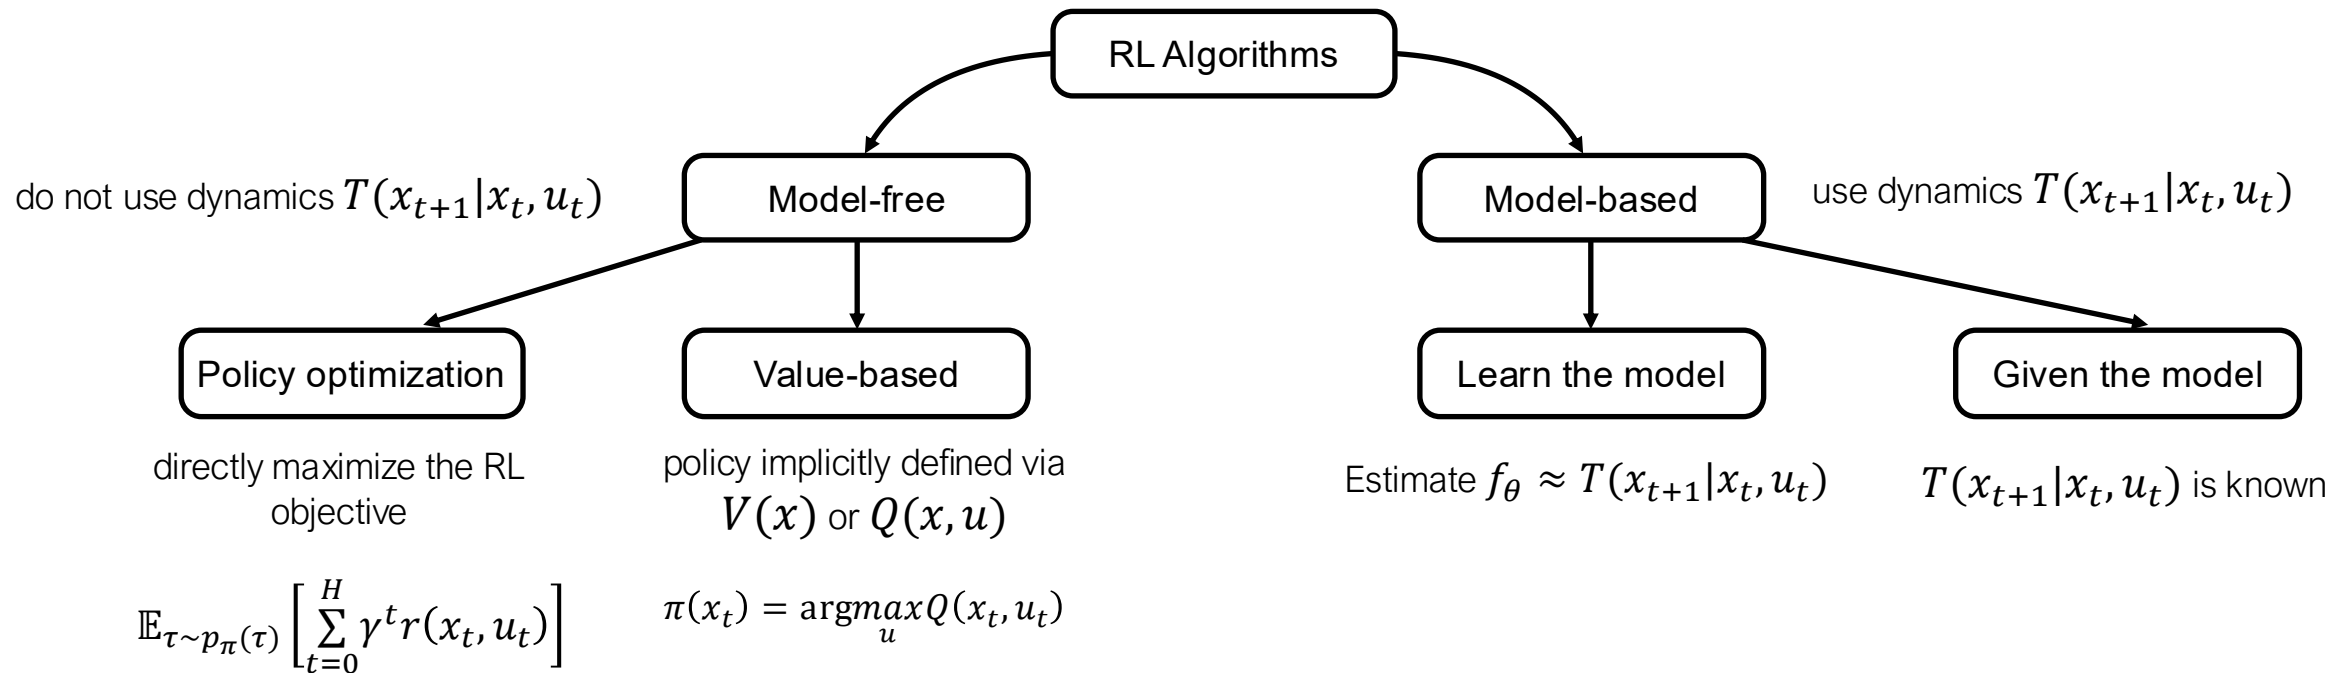 RL Algorithms
do not use dynamics T(x_{t+1}|x_t, u_t)
Model-free
Model-based
use dynamics T(x_{t+1}|x_t, u_t)
Policy optimization
Value-based
Learn the model
Given the model
directly maximize the RL
objective
policy implicitly defined via
V(x) or Q(x, u)
Estimate f_θ ≈ T(x_{t+1}|x_t, u_t)
T(x_{t+1}|x_t, u_t) is known
𝔼_{τ∼p_π(τ)} [∑_{t=0}^{H} γ^t r(x_t, u_t)]
π(x_t) = argmax_u Q(x_t, u_t)